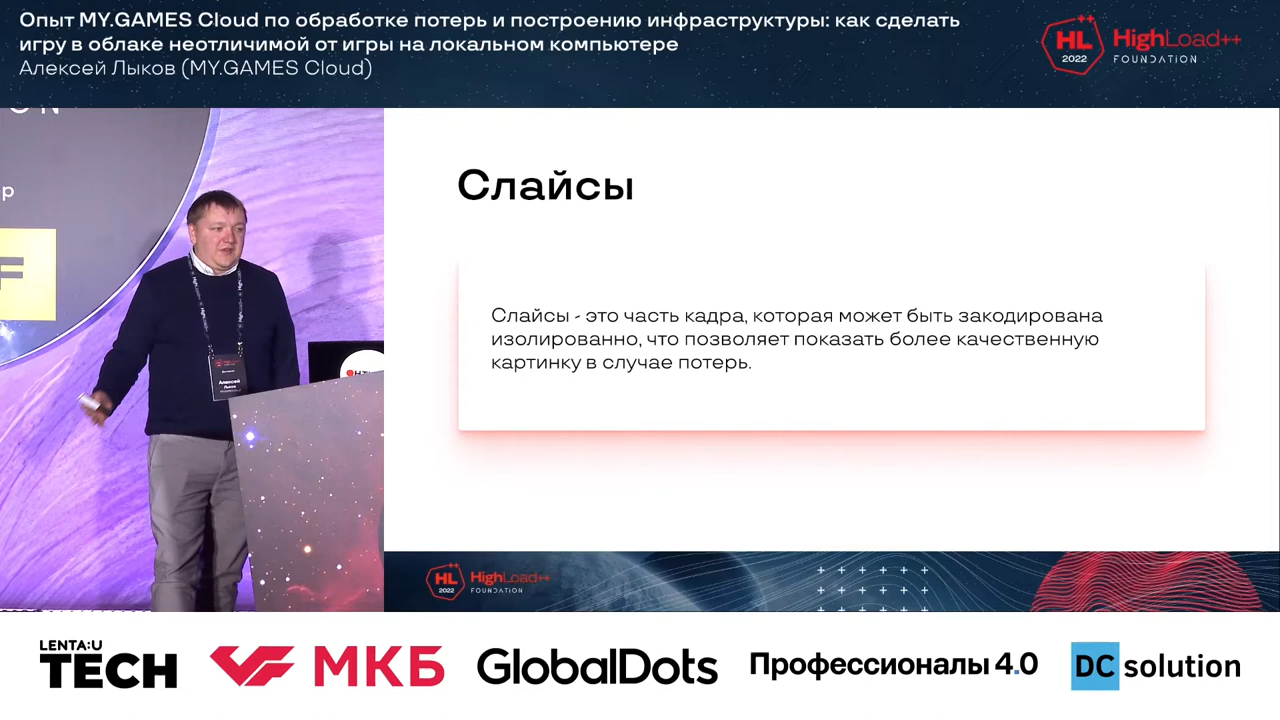 Опыт MY.GAMES Cloud по обработке потерь и построению инфраструктуры: как сделать
игру в облаке неотличимой от игры на локальном компьютере
Алексей Лыков (MY.GAMES Cloud)
HL
2022
HighLoad++
FOUNDATION
Слайсы
Слайсы - это часть кадра, которая может быть закодирована
изолированно, что позволяет показать более качественную
картинку в случае потерь.
Алексей
Лыков
HL
2022
HighLoad++
FOUNDATION
LENTA:U
TECH
МКБ
GlobalDots
Профессионалы 4.0
DC solution